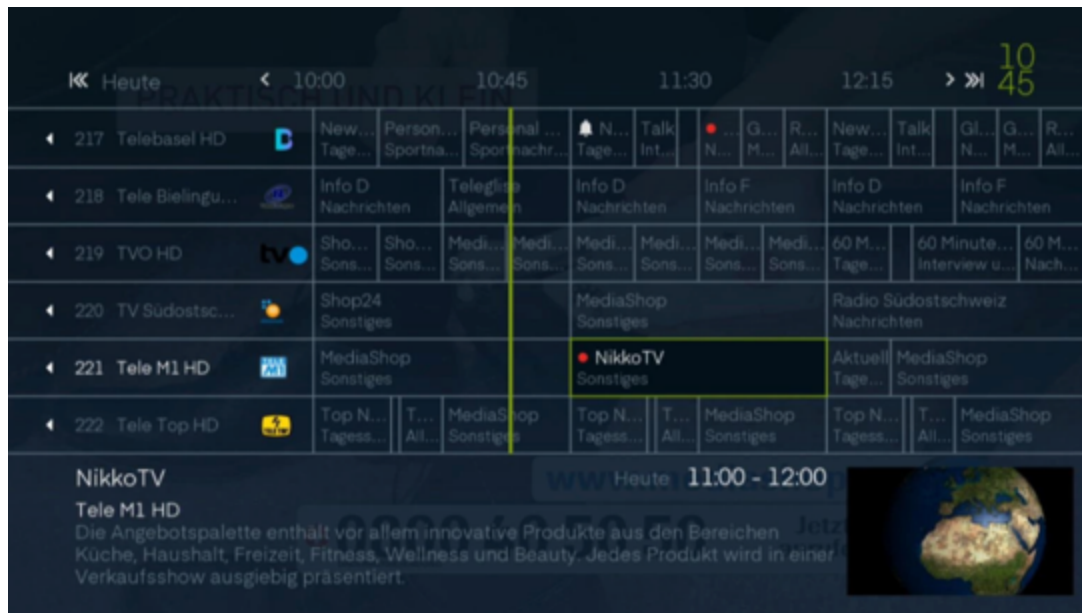 Heute 10:00 10:45 11:30 12:15 10
45
PRAKTISCH UND KLEIN
217 Telebasel HD New... Person... Personal ... N... Talk ... G... R... New... Talk Gl... G... R...
Tage... Sportna... Sportnachr... Tage... Int... N... M... All... Tage... Int... N... M... All...
218 Tele Bielingu... Info D Teleglise Info D Info F Info D Info F
Nachrichten Allgemein Nachrichten Nachrichten Nachrichten Nachrichten
219 TVO HD tvo Sho... Sho... Medi... Medi... Medi... Medi... Medi... Medi... 60 M... 60 Minute... 60 M...
Sons... Sons... Sons... Sons... Sons... Sons... Sons... Sons... Tage... Interview u... Nach...
220 TV Südostsc... Shop24 MediaShop Radio Südostschweiz
Sonstiges Sonstiges Nachrichten
221 Tele M1 HD TELE M1 MediaShop NikkoTV Aktuell MediaShop
Sonstiges Sonstiges Tage... Sonstiges
222 Tele Top HD Top N... T... MediaShop Top N... T... MediaShop Top N... T... MediaShop
Tagess... All... Sonstiges Tagess... All... Sonstiges Tagess... All... Sonstiges
NikkoTV Heute 11:00 - 12:00
Tele M1 HD
Die Angebotspalette enthält vor allem innovative Produkte aus den Bereichen
Küche, Haushalt, Freizeit, Fitness, Wellness und Beauty. Jedes Produkt wird in einer
Verkaufsshow ausgiebig präsentiert.